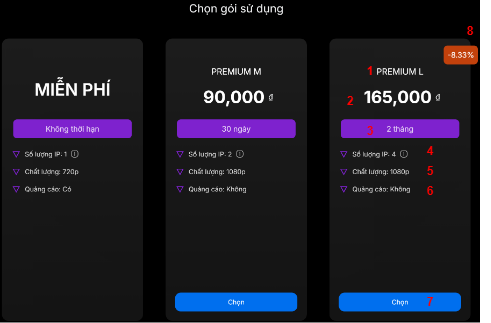 Chọn gói sử dụng
MIỄN PHÍ
Không thời hạn
Số lượng IP: 1
Chất lượng: 720p
Quảng cáo: Có
PREMIUM M
90,000 đ
30 ngày
Số lượng IP: 2
Chất lượng: 1080p
Quảng cáo: Không
Chọn
8
-8.33%
1 PREMIUM L
2 165,000 đ
3 2 tháng
Số lượng IP: 4 4
Chất lượng: 1080p 5
Quảng cáo: Không 6
Chọn 7